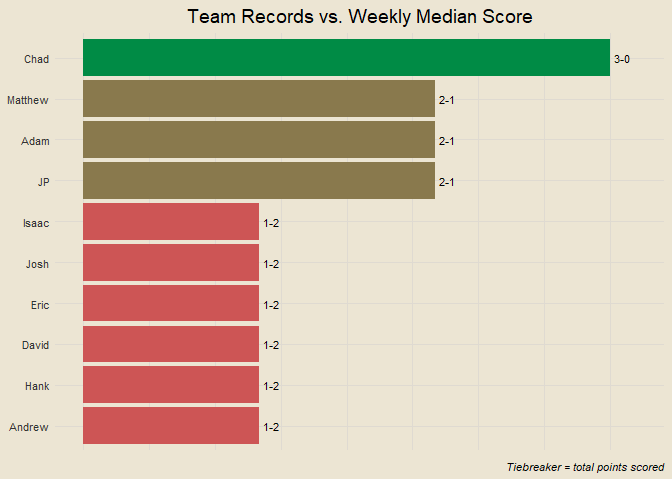 Team Records vs. Weekly Median Score
Chad 3-0
Matthew 2-1
Adam 2-1
JP 2-1
Isaac 1-2
Josh 1-2
Eric 1-2
David 1-2
Hank 1-2
Andrew 1-2
Tiebreaker = total points scored